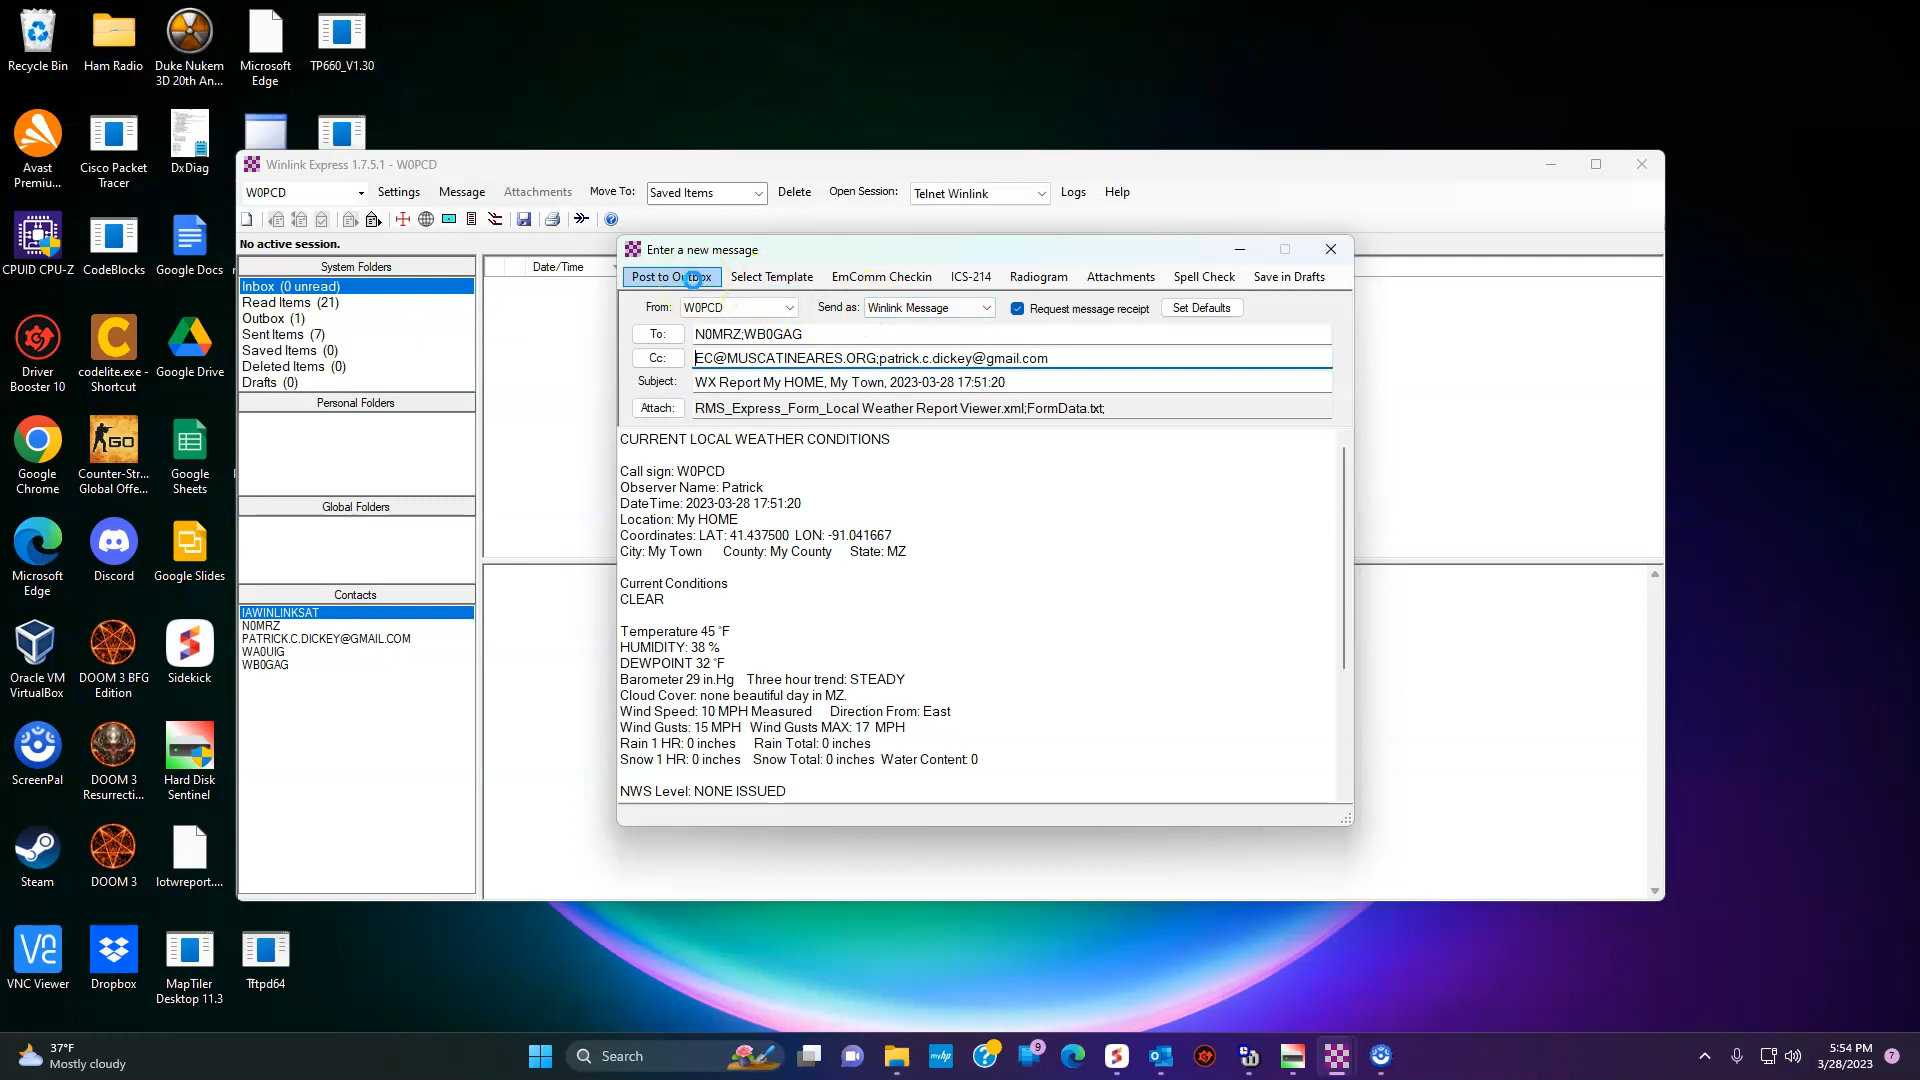 Recycle Bin
Ham Radio
Duke Nukem
3D 20th An...
Microsoft
Edge
TP660_V1.30
Avast
Premiu...
Cisco Packet
Tracer
DxDiag
CPUID CPU-Z
CodeBlocks
Google Docs
Driver
Booster 10
codelite.exe -
Shortcut
Google Drive
Google
Chrome
Counter-Str...
Global Offe...
Google
Sheets
Microsoft
Edge
Discord
Google Slides
Oracle VM
VirtualBox
DOOM 3 BFG
Edition
Sidekick
ScreenPal
DOOM 3
Resurrecti...
Hard Disk
Sentinel
Steam
DOOM 3
lotwreport....
VNC Viewer
Dropbox
MapTiler
Desktop 11.3
Tftpd64
Winlink Express 1.7.5.1 - W0PCD
W0PCD Settings Message Attachments Move To: Saved Items Delete Open Session: Telnet Winlink Logs Help
No active session.
System Folders
Inbox (0 unread)
Read Items (21)
Outbox (1)
Sent Items (7)
Saved Items (0)
Deleted Items (0)
Drafts (0)
Personal Folders
Global Folders
Contacts
IAWINLINKSAT
N0MRZ
PATRICK.C.DICKEY@GMAIL.COM
WA0UIG
WB0GAG
Date/Time
Enter a new message
Post to Outbox Select Template EmComm Checkin ICS-214 Radiogram Attachments Spell Check Save in Drafts
From: W0PCD Send as: Winlink Message Request message receipt Set Defaults
To: N0MRZ;WB0GAG
Cc: EC@MUSCATINEARES.ORG;patrick.c.dickey@gmail.com
Subject: WX Report My HOME, My Town, 2023-03-28 17:51:20
Attach: RMS_Express_Form_Local Weather Report Viewer.xml;FormData.txt;
CURRENT LOCAL WEATHER CONDITIONS
Call sign: W0PCD
Observer Name: Patrick
DateTime: 2023-03-28 17:51:20
Location: My HOME
Coordinates: LAT: 41.437500 LON: -91.041667
City: My Town County: My County State: MZ
Current Conditions
CLEAR
Temperature 45 °F
HUMIDITY: 38 %
DEWPOINT 32 °F
Barometer 29 in.Hg Three hour trend: STEADY
Cloud Cover: none beautiful day in MZ.
Wind Speed: 10 MPH Measured Direction From: East
Wind Gusts: 15 MPH Wind Gusts MAX: 17 MPH
Rain 1 HR: 0 inches Rain Total: 0 inches
Snow 1 HR: 0 inches Snow Total: 0 inches Water Content: 0
NWS Level: NONE ISSUED
37°F
Mostly cloudy
Search
9
5:54 PM
3/28/2023
7